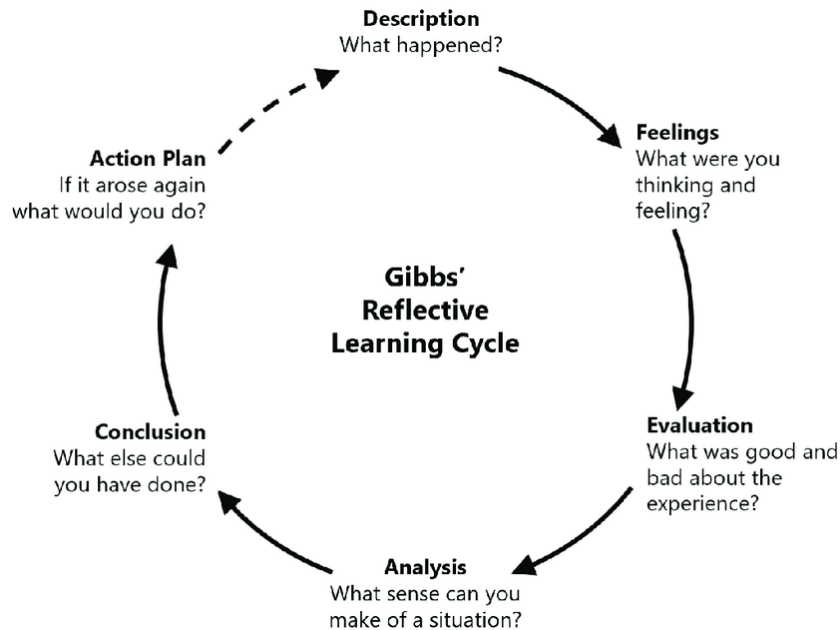 Description
What happened?
Feelings
What were you
thinking and
feeling?
Evaluation
What was good and
bad about the
experience?
Analysis
What sense can you
make of a situation?
Conclusion
What else could
you have done?
Action Plan
If it arose again
what would you do?
Gibbs’
Reflective
Learning Cycle